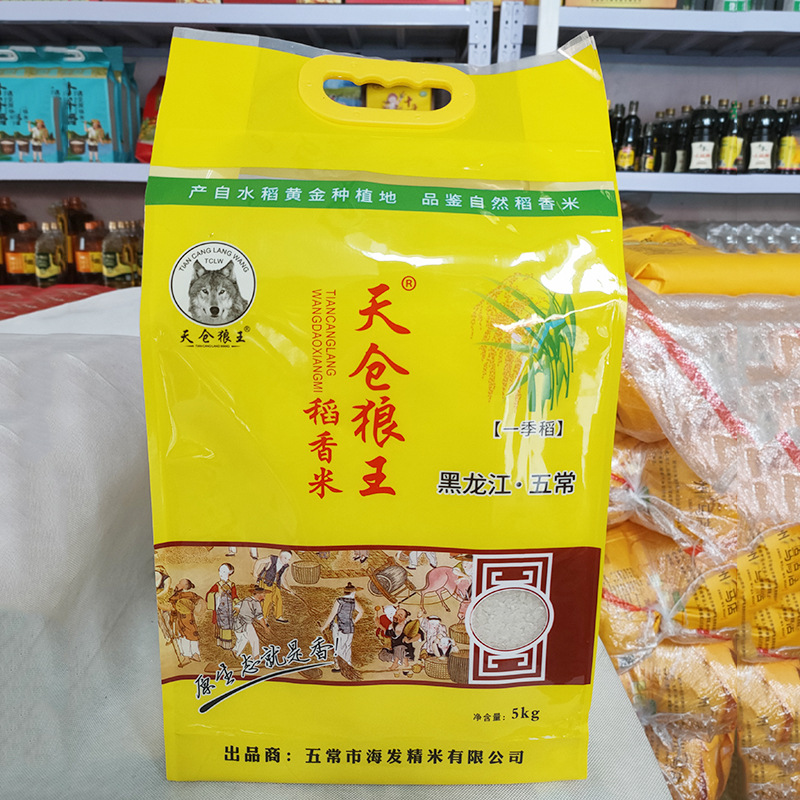 产自水稻黄金种植地 品鉴自然稻香米
TIAN CANG LANG WANG
TCLW
天仓狼王®
天仓狼王®
TIANCANGLANG
WANGDAOXIANGMI
稻香米
【一季稻】
黑龙江·五常
原生态就是香!
净含量: 5kg
出品商:五常市海发精米有限公司